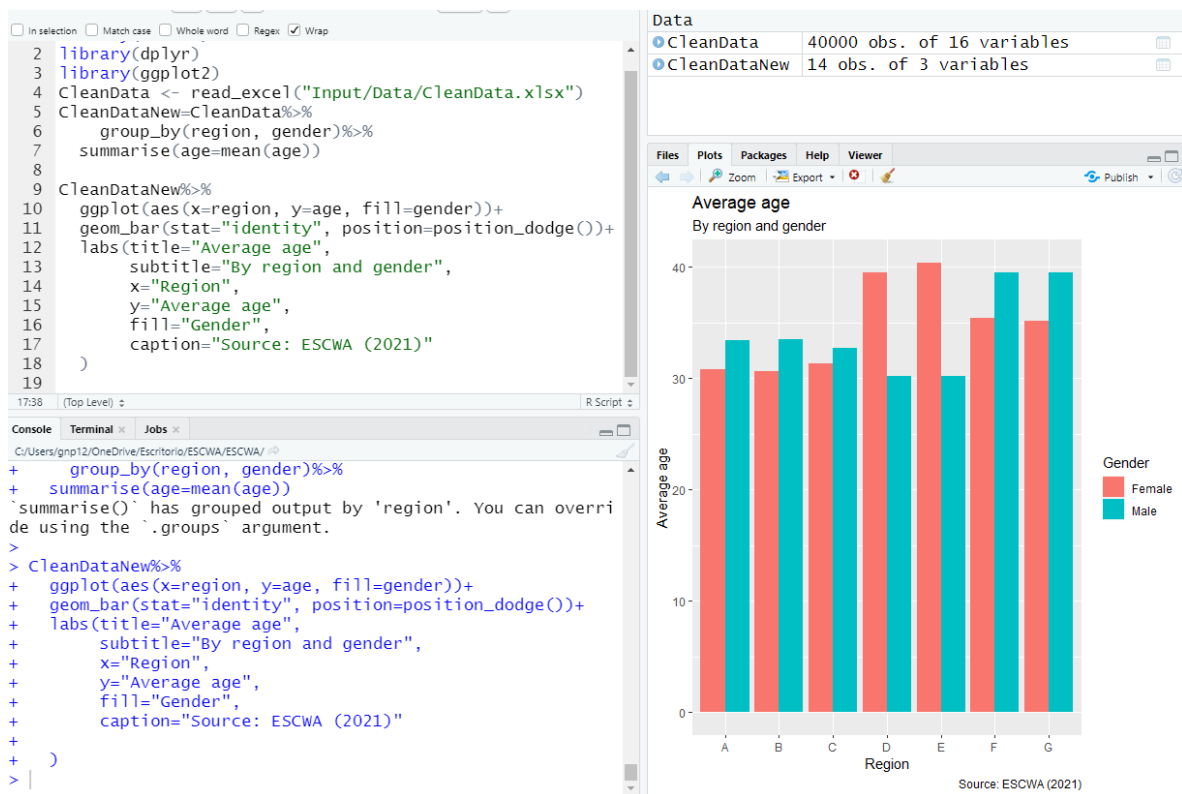 In selection Match case Whole word Regex Wrap
2 library(dplyr)
3 library(ggplot2)
4 CleanData <- read_excel("Input/Data/CleanData.xlsx")
5 CleanDataNew=CleanData%>%
6 group_by(region, gender)%>%
7 summarise(age=mean(age))
8
9 CleanDataNew%>%
10 ggplot(aes(x=region, y=age, fill=gender))+
11 geom_bar(stat="identity", position=position_dodge())+
12 labs(title="Average age",
13 subtitle="By region and gender",
14 x="Region",
15 y="Average age",
16 fill="Gender",
17 caption="Source: ESCWA (2021)"
18 )
19
17:38 (Top Level) R Script
Console Terminal Jobs
C:/Users/gnp12/OneDrive/Escritorio/ESCWA/ESCWA/
+ group_by(region, gender)%>%
+ summarise(age=mean(age))
`summarise()` has grouped output by 'region'. You can overri
de using the `.groups` argument.
>
> CleanDataNew%>%
+ ggplot(aes(x=region, y=age, fill=gender))+
+ geom_bar(stat="identity", position=position_dodge())+
+ labs(title="Average age",
+ subtitle="By region and gender",
+ x="Region",
+ y="Average age",
+ fill="Gender",
+ caption="Source: ESCWA (2021)"
+
+ )
>
Data
CleanData 40000 obs. of 16 variables
CleanDataNew 14 obs. of 3 variables
Files Plots Packages Help Viewer
Zoom Export Publish
Average age
By region and gender
40
30
20
10
0
Average age
A B C D E F G
Region
Gender
Female
Male
Source: ESCWA (2021)